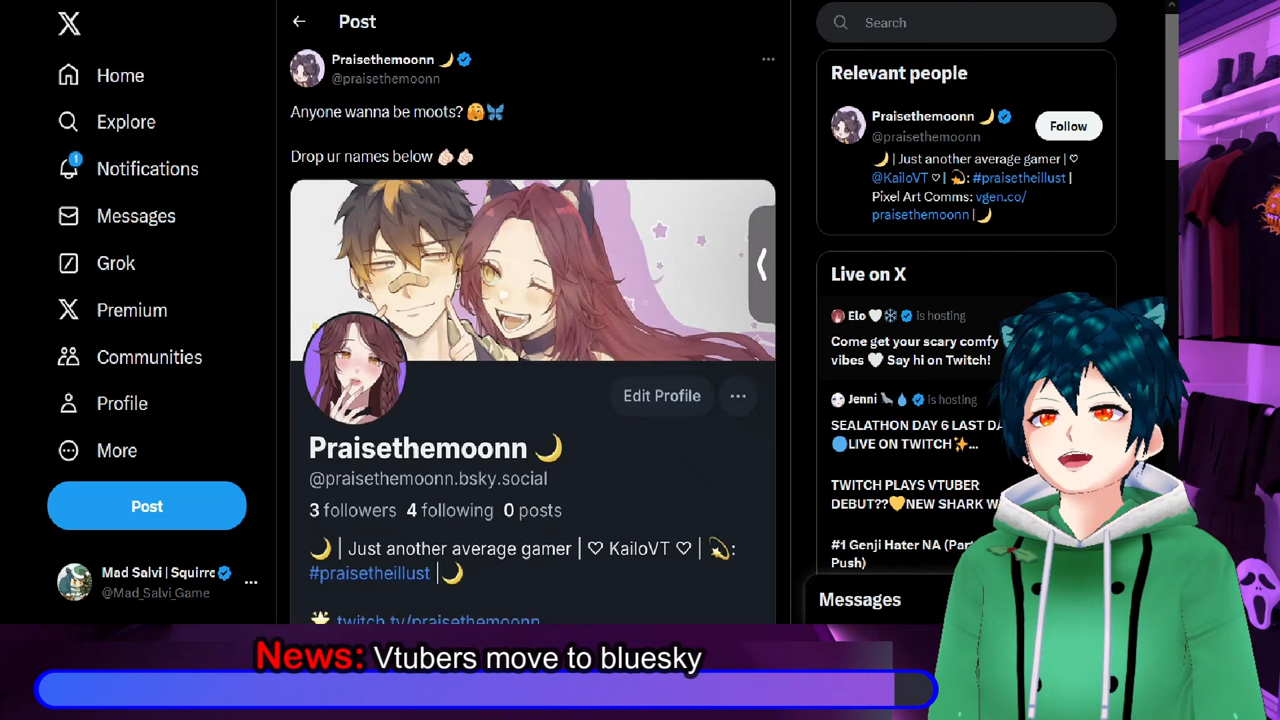 Home
Explore
1
Notifications
Messages
Grok
Premium
Communities
Profile
More
Post
Mad Salvi | Squirre
@Mad_Salvi_Game
Post
Praisethemoonn 🌙
@praisethemoonn
Anyone wanna be moots? 🤗🦋
Drop ur names below 🫵🏻🫵🏻
Edit Profile
Praisethemoonn 🌙
@praisethemoonn.bsky.social
3 followers 4 following 0 posts
🌙 | Just another average gamer | ♡ KailoVT ♡ | 💫:
#praisetheillust |🌙
🌟 twitch.tv/praisethemoonn
Search
Relevant people
Praisethemoonn 🌙
@praisethemoonn
Follow
🌙 | Just another average gamer | ♡
@KailoVT ♡ | 💫: #praisetheillust |
Pixel Art Comms: vgen.co/
praisethemoonn |🌙
Live on X
Elo 🤍❄️ is hosting
Come get your scary comfy
vibes 🤍 Say hi on Twitch!
Jenni 🦭💧 is hosting
SEALATHON DAY 6 LAST DA
🔵LIVE ON TWITCH✨...
TWITCH PLAYS VTUBER
DEBUT??💛NEW SHARK
#1 Genji Hater NA (Part
Push)
Messages
News: Vtubers move to bluesky